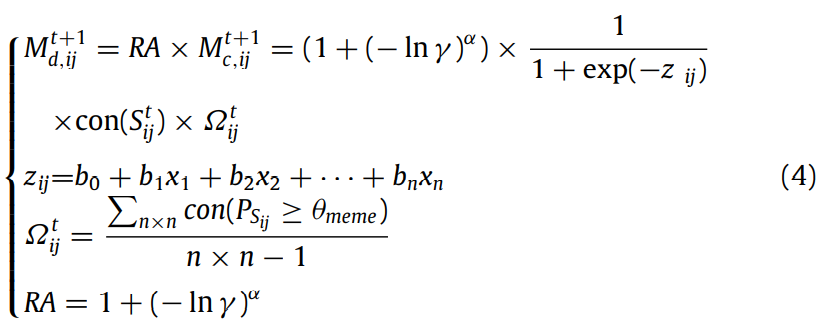 M_{d,ij}^{t+1} = RA × M_{c,ij}^{t+1} = (1 + (− ln γ)^α) × \frac{1}{1 + exp(−z_{ij})}
×con(S_{ij}^t) × Ω_{ij}^t
z_{ij}=b_0 + b_1x_1 + b_2x_2 + ⋯ + b_nx_n (4)
Ω_{ij}^t = \frac{∑_{n×n} con(P_{S_{ij}} ≥ θ_{meme})}{n × n − 1}
RA = 1 + (− ln γ)^α